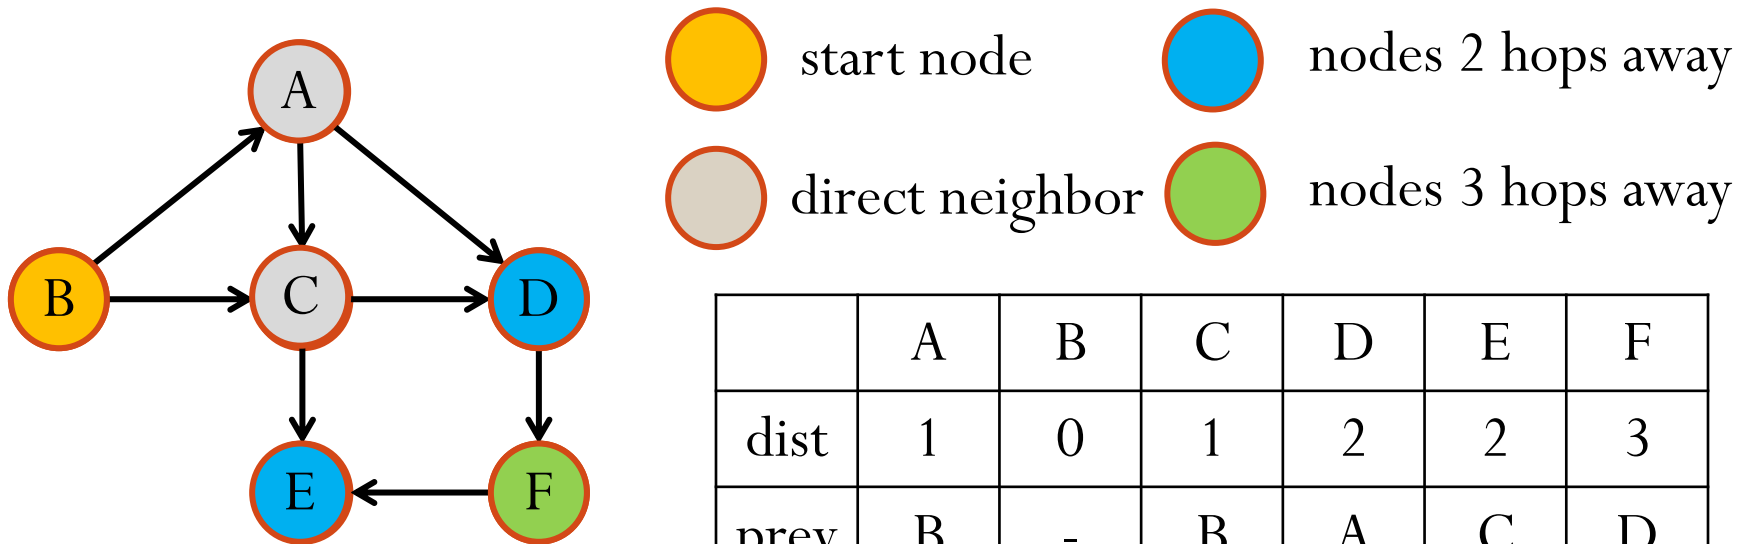 A
B
C
D
E
F
start node
nodes 2 hops away
direct neighbor
nodes 3 hops away
A B C D E F
dist 1 0 1 2 2 3
prev B - B A C D